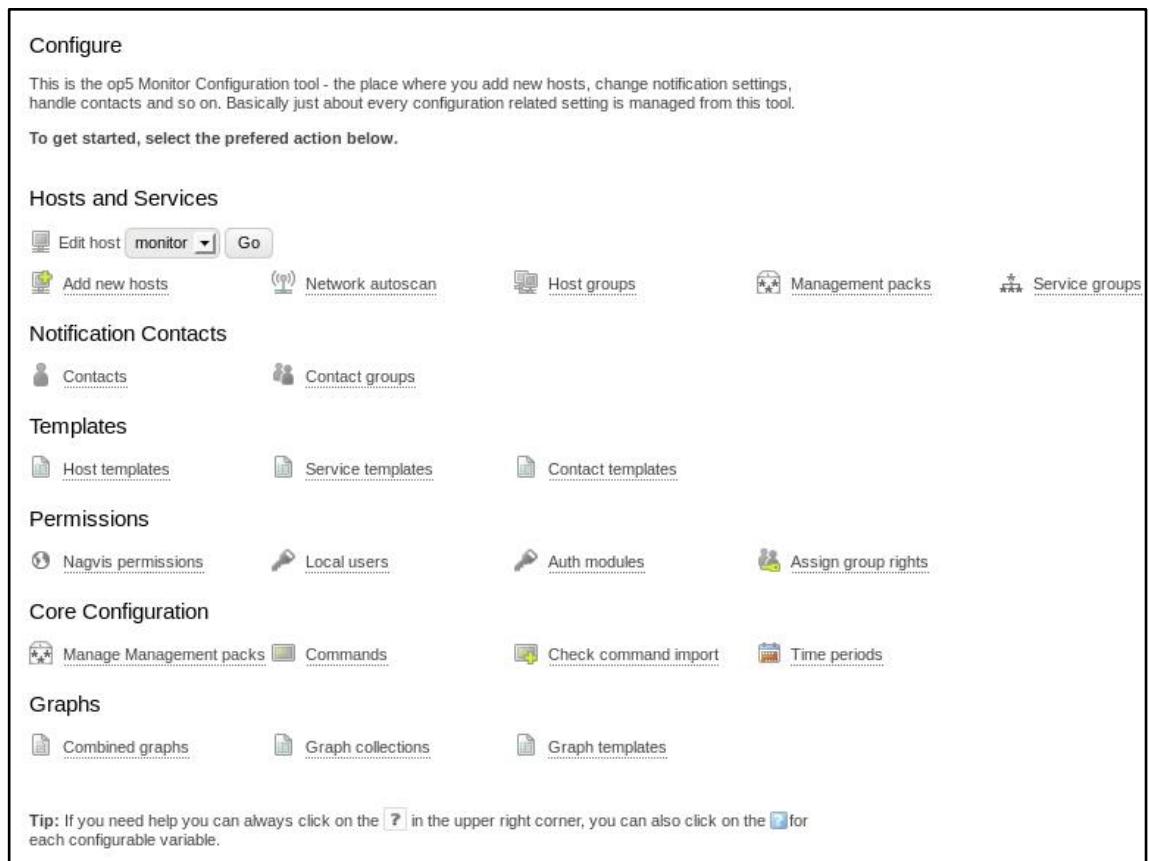 Configure
This is the op5 Monitor Configuration tool - the place where you add new hosts, change notification settings,
handle contacts and so on. Basically just about every configuration related setting is managed from this tool.
To get started, select the prefered action below.
Hosts and Services
Edit host monitor Go
Add new hosts Network autoscan Host groups Management packs Service groups
Notification Contacts
Contacts Contact groups
Templates
Host templates Service templates Contact templates
Permissions
Nagvis permissions Local users Auth modules Assign group rights
Core Configuration
Manage Management packs Commands Check command import Time periods
Graphs
Combined graphs Graph collections Graph templates
Tip: If you need help you can always click on the ? in the upper right corner, you can also click on the ? for
each configurable variable.